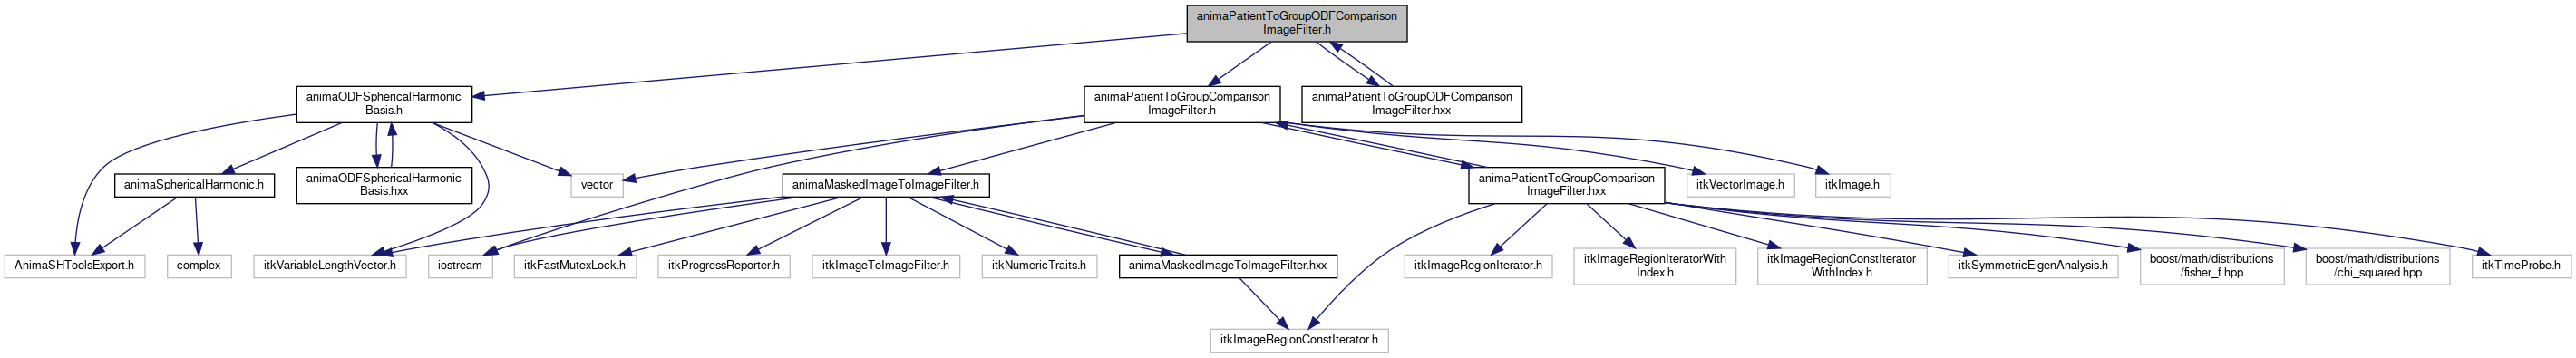 animaPatientToGroupODFComparison
ImageFilter.h
animaODFSphericalHarmonic
Basis.h
animaPatientToGroupComparison
ImageFilter.h
animaPatientToGroupODFComparison
ImageFilter.hxx
animaSphericalHarmonic.h
animaODFSphericalHarmonic
Basis.hxx
vector
animaMaskedImageToImageFilter.h
animaPatientToGroupComparison
ImageFilter.hxx
itkVectorImage.h
itkImage.h
AnimaSHToolsExport.h
complex
itkVariableLengthVector.h
iostream
itkFastMutexLock.h
itkProgressReporter.h
itkImageToImageFilter.h
itkNumericTraits.h
animaMaskedImageToImageFilter.hxx
itkImageRegionIterator.h
itkImageRegionIteratorWith
Index.h
itkImageRegionConstIterator
WithIndex.h
itkSymmetricEigenAnalysis.h
boost/math/distributions
/fisher_f.hpp
boost/math/distributions
/chi_squared.hpp
itkTimeProbe.h
itkImageRegionConstIterator.h